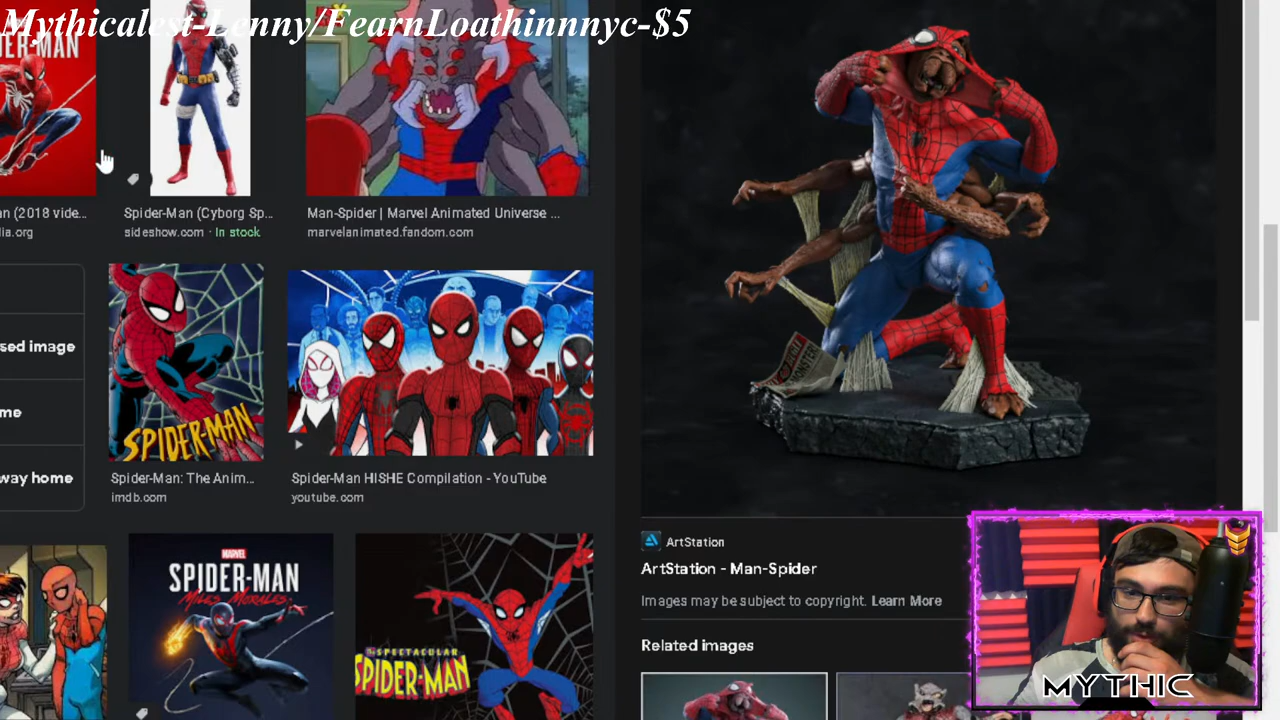 Mythicalest-Lenny/FearnLoathinnnyc-$5
DER-MAN
n (2018 vide...
Spider-Man (Cyborg Sp...
Man-Spider | Marvel Animated Universe ...
ia.org
sideshow.com · In stock
marvelanimated.fandom.com
sed image
me
way home
SPIDER-MAN
Spider-Man: The Anim...
Spider-Man HISHE Compilation - YouTube
imdb.com
youtube.com
MARVEL
SPIDER-MAN
MILES MORALES
THE SPECTACULAR
SPIDER-MAN
ArtStation
ArtStation - Man-Spider
Images may be subject to copyright. Learn More
Related images
MYTHIC